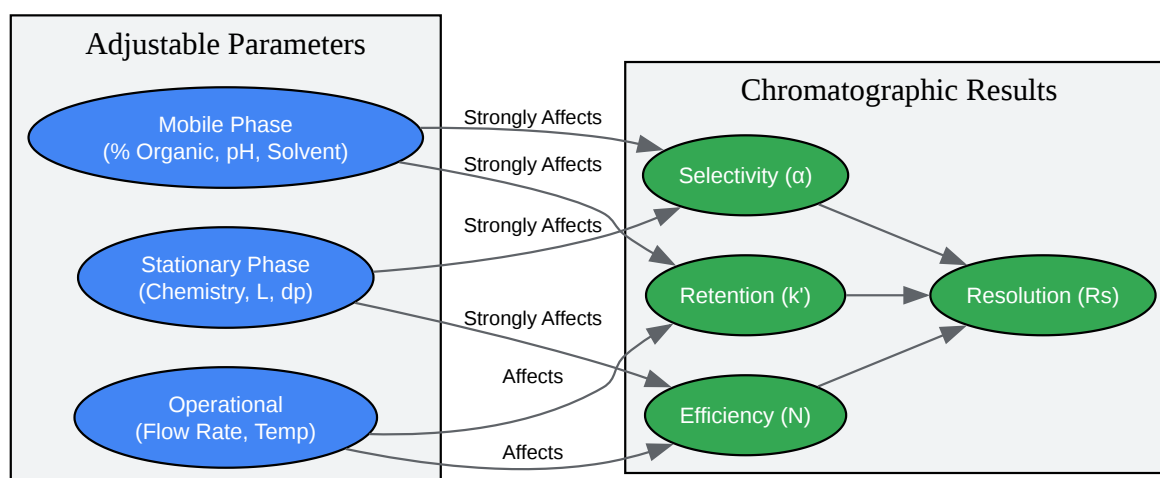 Adjustable Parameters
Mobile Phase
(% Organic, pH, Solvent)
Stationary Phase
(Chemistry, L, dp)
Operational
(Flow Rate, Temp)
Strongly Affects
Strongly Affects
Strongly Affects
Strongly Affects
Affects
Affects
Chromatographic Results
Selectivity (α)
Retention (k')
Efficiency (N)
Resolution (Rs)